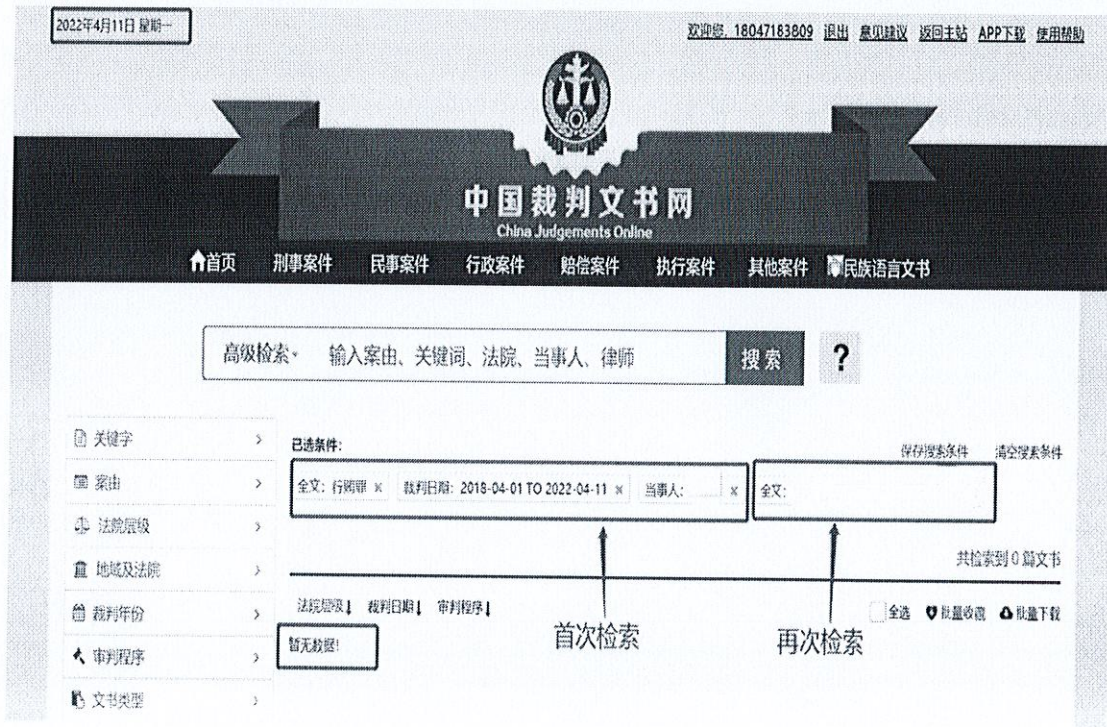 2022年4月11日 星期一
欢迎您，18047183809 退出 意见建议 返回主站 APP下载 使用帮助
中国裁判文书网
China Judgements Online
首页 刑事案件 民事案件 行政案件 赔偿案件 执行案件 其他案件 民族语言文书
高级检索 输入案由、关键词、法院、当事人、律师 搜索 ?
关键字
已选条件：
保存搜索条件 清空搜索条件
案由
全文：行贿罪 × 裁判日期：2018-04-01 TO 2022-04-11 × 当事人： × 全文：
法院层级
共检索到 0 篇文书
地域及法院
裁判年份
法院层级 裁判日期 审判程序
全选 批量收藏 批量下载
首次检索 再次检索
暂无数据!
审判程序
文书类型